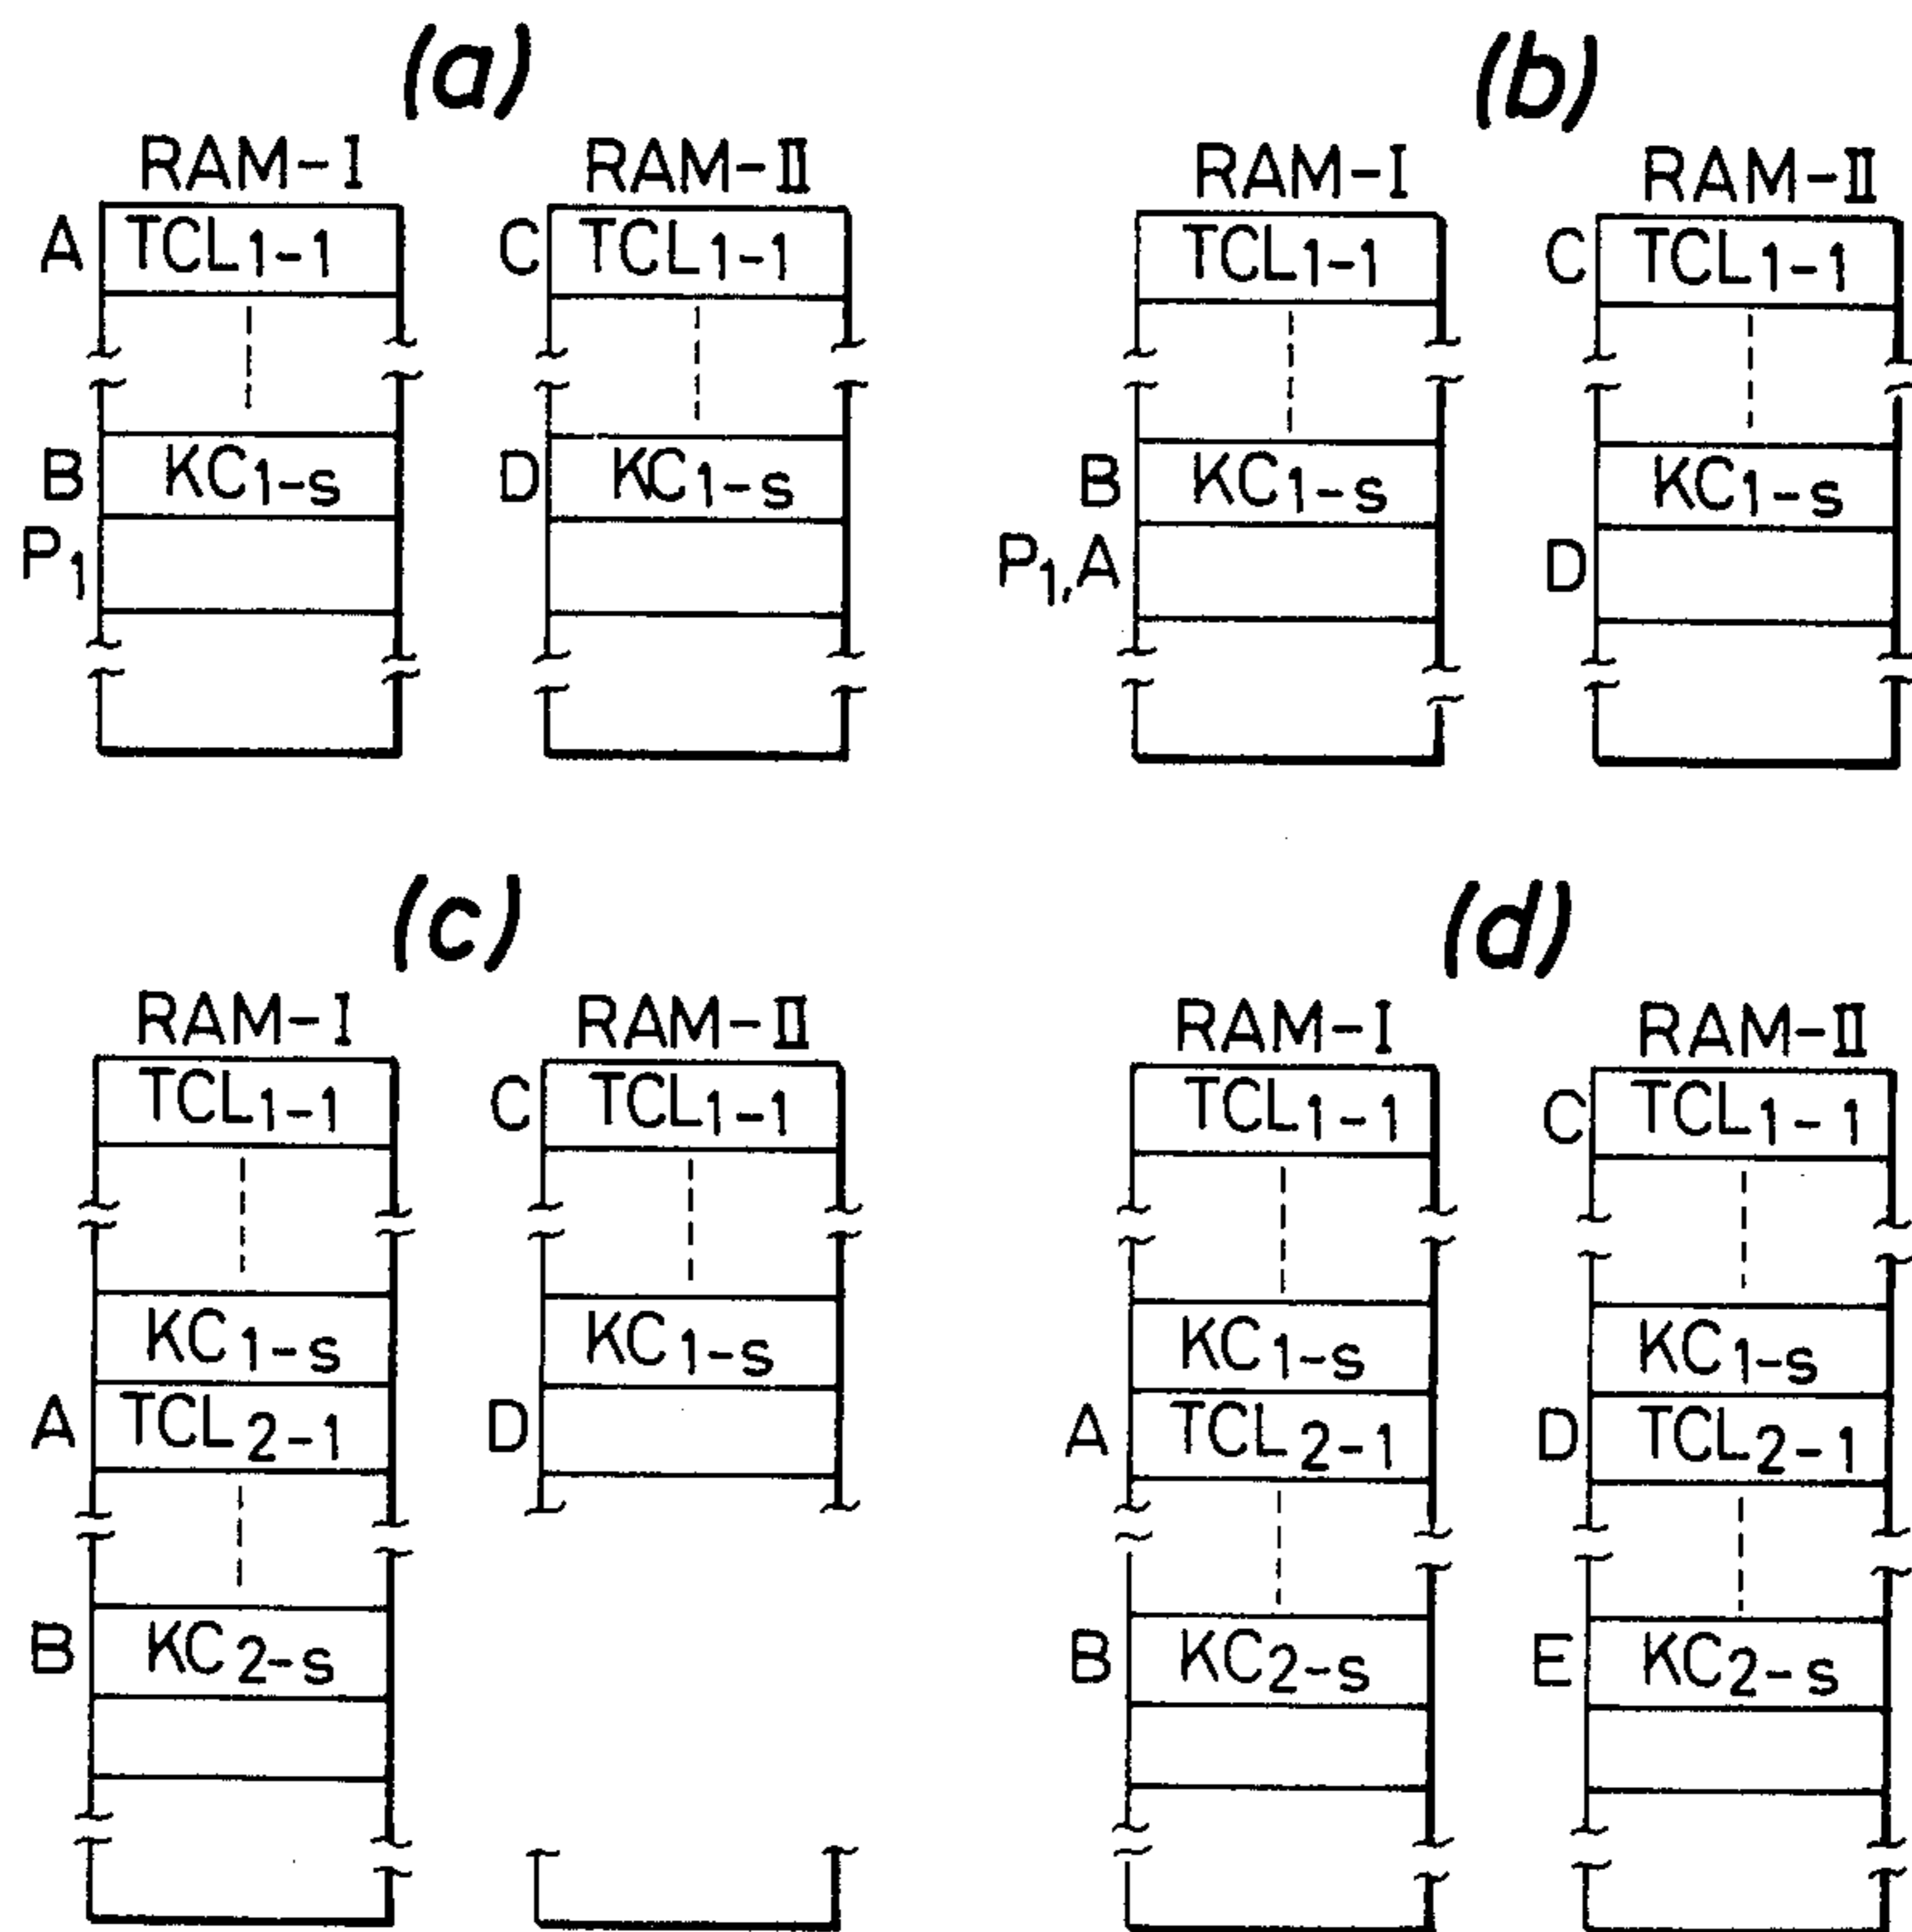 (a)
RAM-I RAM-II
A TCL1-1 C TCL1-1
B KC1-s D KC1-s
P1
(b)
RAM-I RAM-II
TCL1-1 C TCL1-1
B KC1-s KC1-s
P1,A D
(c)
RAM-I RAM-II
TCL1-1 C TCL1-1
KC1-s KC1-s
A TCL2-1 D
B KC2-s
(d)
RAM-I RAM-II
TCL1-1 C TCL1-1
KC1-s KC1-s
A TCL2-1 D TCL2-1
B KC2-s E KC2-s